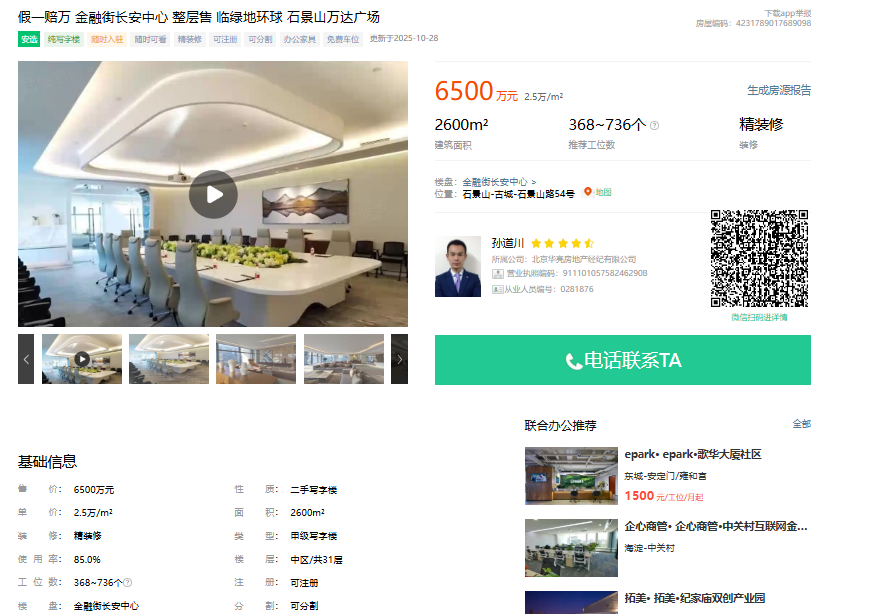 假一赔万 金融街长安中心 整层售 临绿地环球 石景山万达广场
下载app举报
房屋编码：4231789017689098
安选 纯写字楼 随时入驻 随时可看 精装修 可注册 可分割 办公家具 免费车位 更新于2025-10-28
6500万元 2.5万/m²
生成房源报告
2600m² 368~736个 精装修
建筑面积 推荐工位数 装修
楼盘：金融街长安中心 >
位置：石景山-古城-石景山路54号 地图
孙道川
所属公司：北京华亮房地产经纪有限公司
营业执照编码：911101057582462908
从业人员编号：0281876
微信扫码进详情
电话联系TA
联合办公推荐 全部
epark• epark•歌华大厦社区
东城-安定门/雍和宫
1500元/工位/月起
企心商管• 企心商管•中关村互联网金...
海淀-中关村
拓美• 拓美•纪家庙双创产业园
基础信息
售价： 6500万元 性质： 二手写字楼
单价： 2.5万/m² 面积： 2600m²
装修： 精装修 类型： 甲级写字楼
使用率： 85.0% 楼层： 中区/共31层
工位数： 368~736个 注册： 可注册
楼盘： 金融街长安中心 分割： 可分割